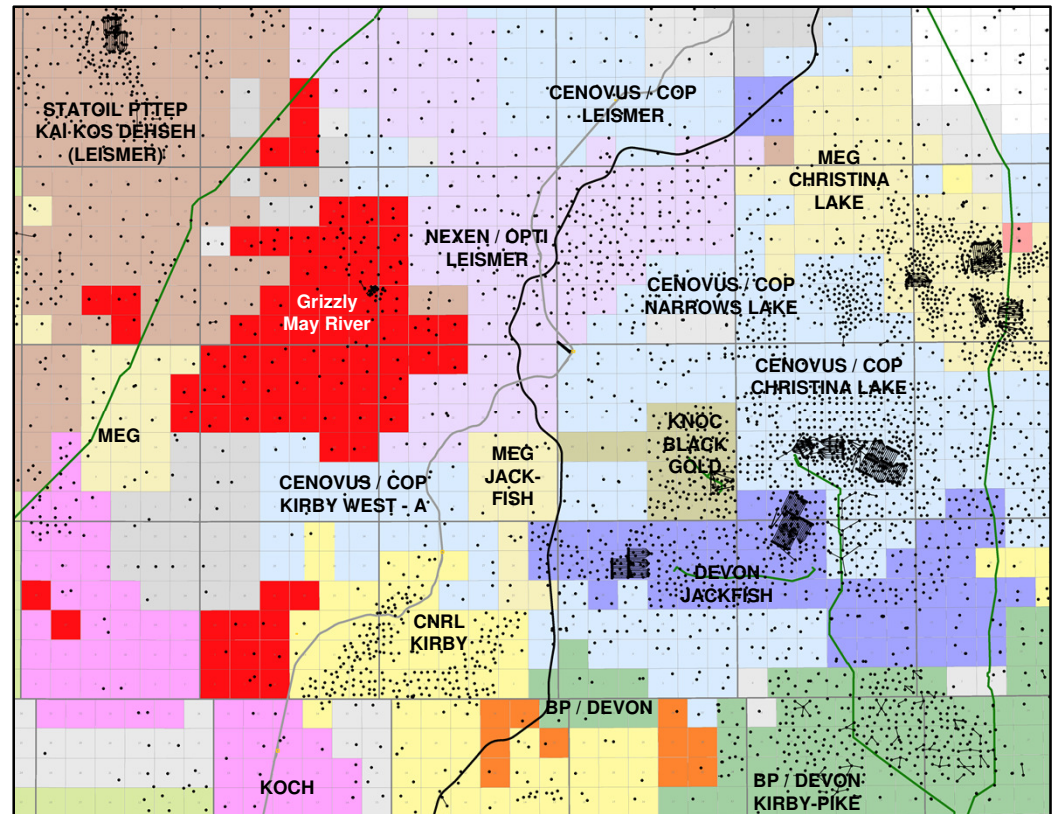 STATOIL PTTEP
KAI KOS DEHSEH
(LEISMER)
CENOVUS / COP
LEISMER
MEG
CHRISTINA
LAKE
NEXEN / OPTI
LEISMER
CENOVUS / COP
NARROWS LAKE
Grizzly
May River
CENOVUS / COP
CHRISTINA LAKE
MEG
KNOC
BLACK
GOLD
MEG
JACK-
FISH
CENOVUS / COP
KIRBY WEST - A
DEVON
JACKFISH
CNRL
KIRBY
BP / DEVON
KOCH
BP / DEVON
KIRBY-PIKE